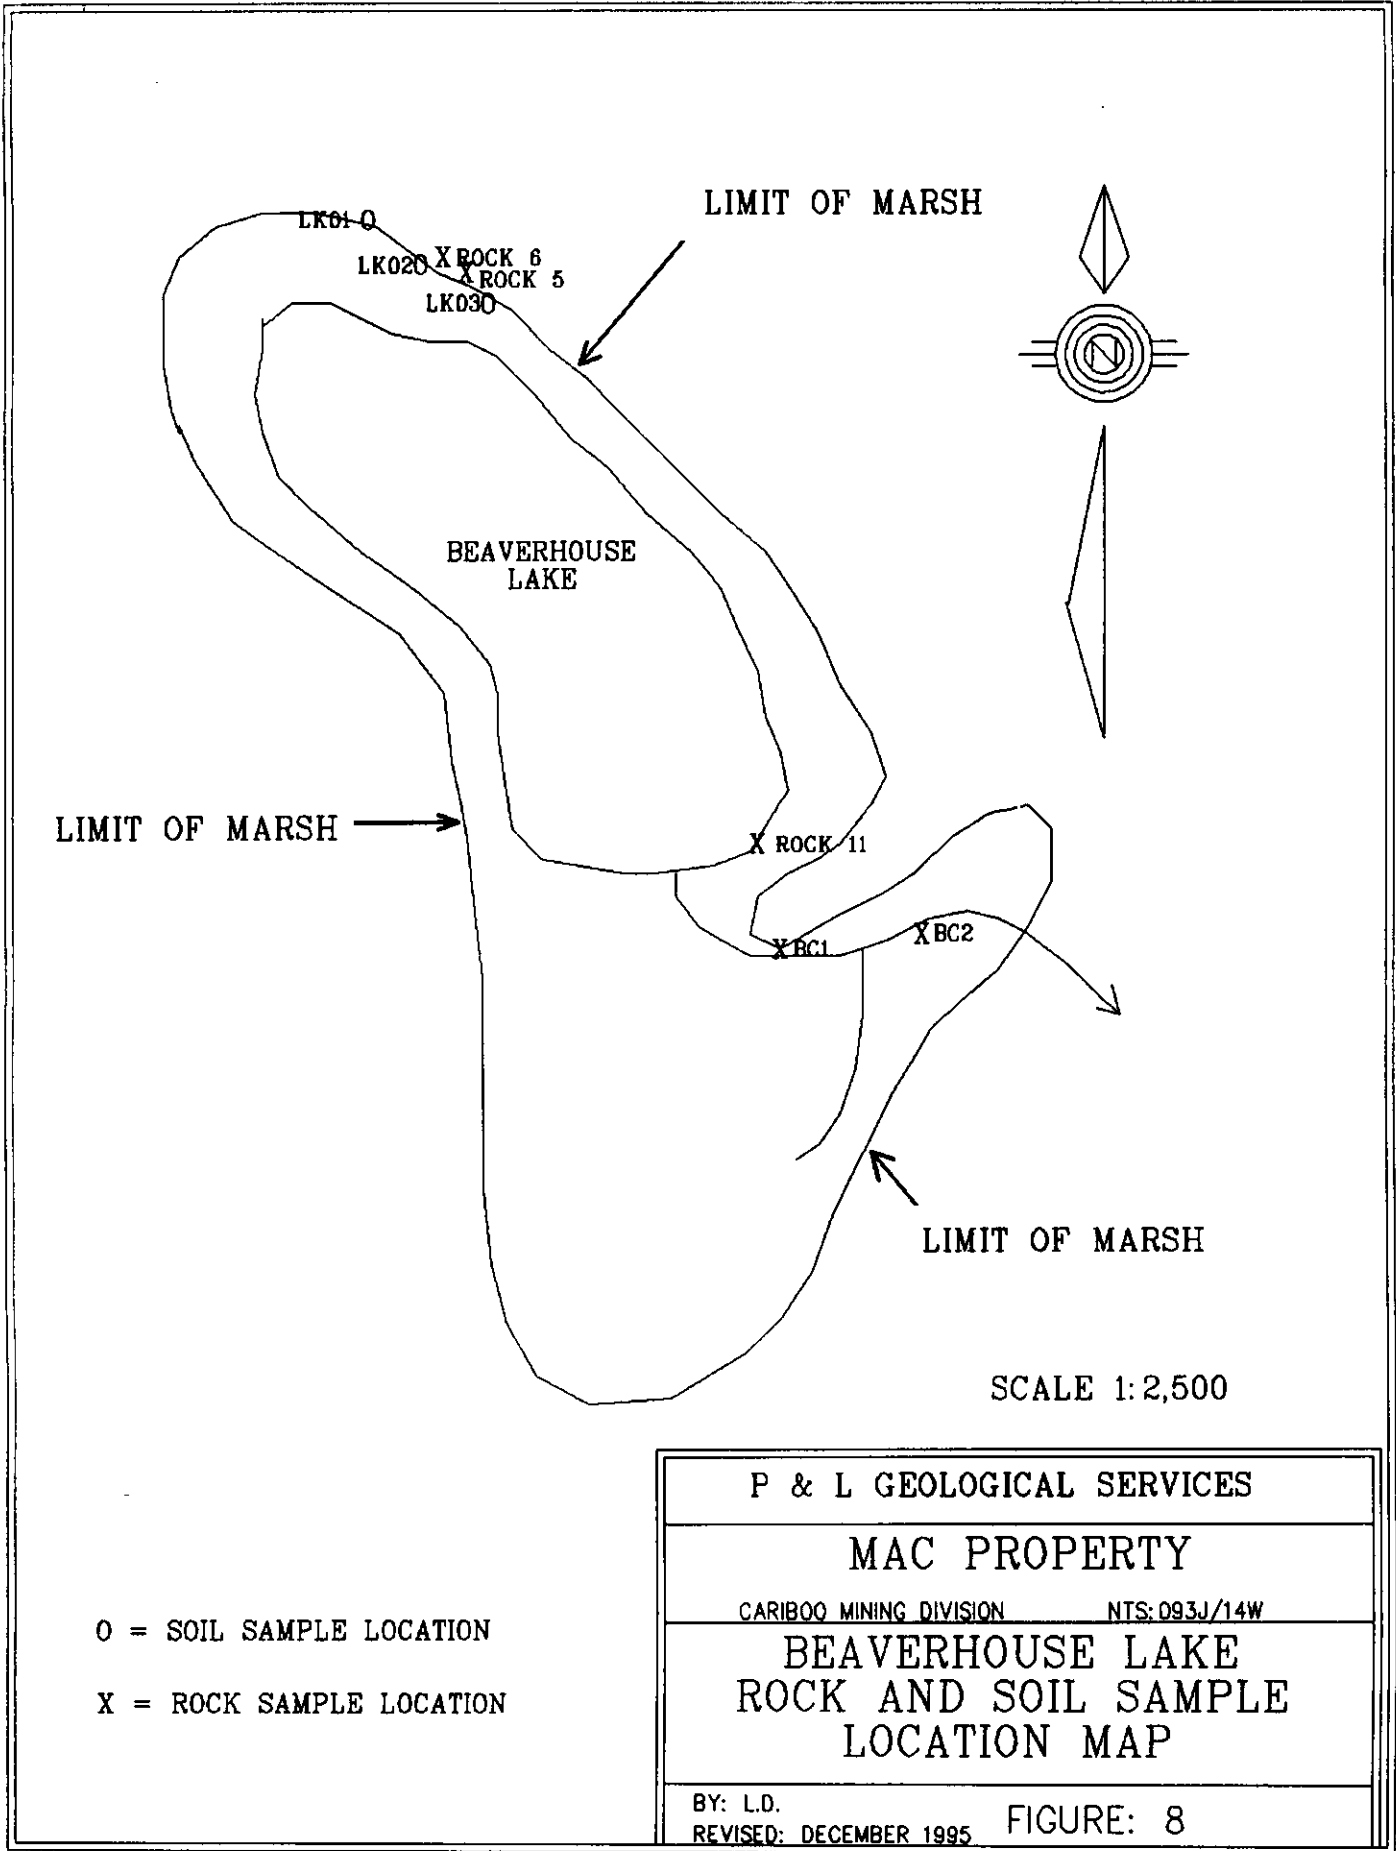 LIMIT OF MARSH
LK01 O
LK02O X ROCK 6
X ROCK 5
LK03O
N
BEAVERHOUSE
LAKE
LIMIT OF MARSH
X ROCK 11
X BC1
X BC2
LIMIT OF MARSH
SCALE 1:2,500
P & L GEOLOGICAL SERVICES
MAC PROPERTY
CARIBOO MINING DIVISION NTS: 093J/14W
BEAVERHOUSE LAKE
ROCK AND SOIL SAMPLE
LOCATION MAP
BY: L.D.
REVISED: DECEMBER 1995
FIGURE: 8
O = SOIL SAMPLE LOCATION
X = ROCK SAMPLE LOCATION